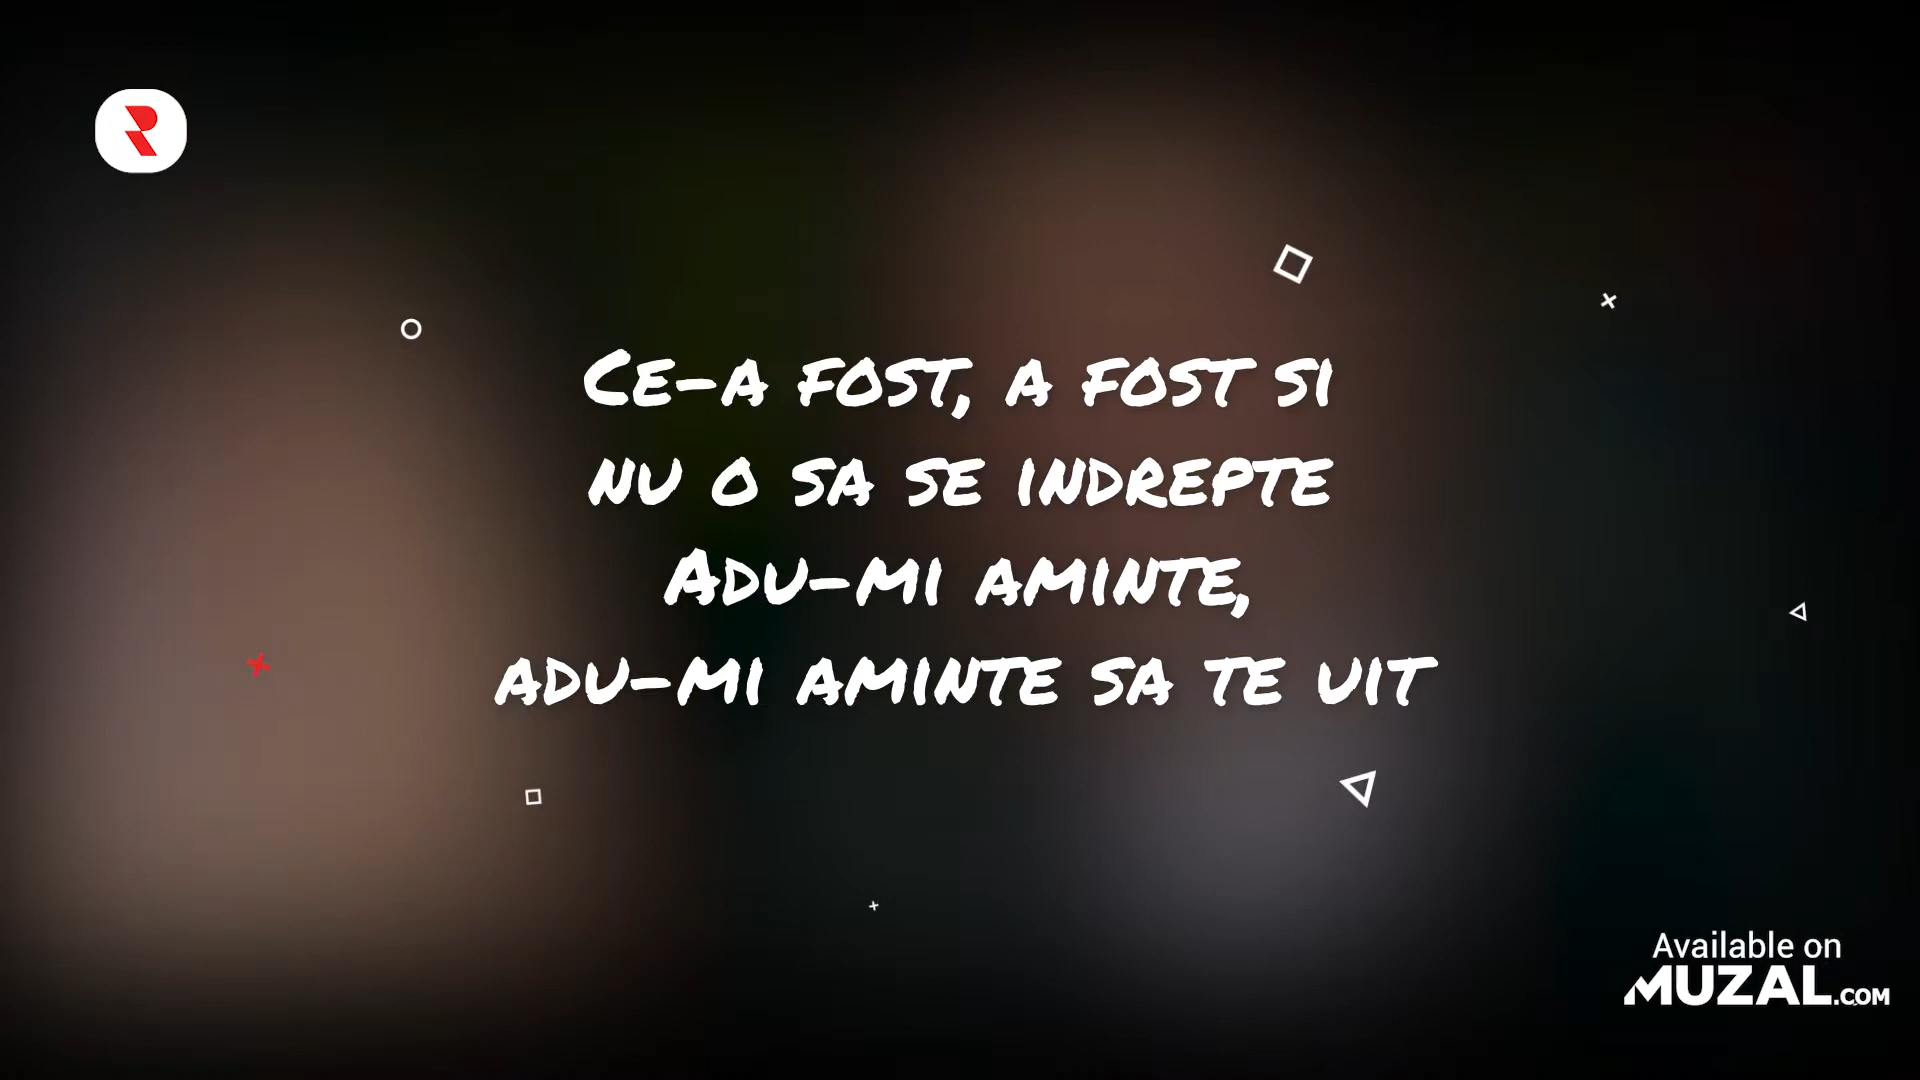 Ce-a fost, a fost si
nu o sa se indrepte
Adu-mi aminte,
adu-mi aminte sa te uit
Available on
MUZAL.COM